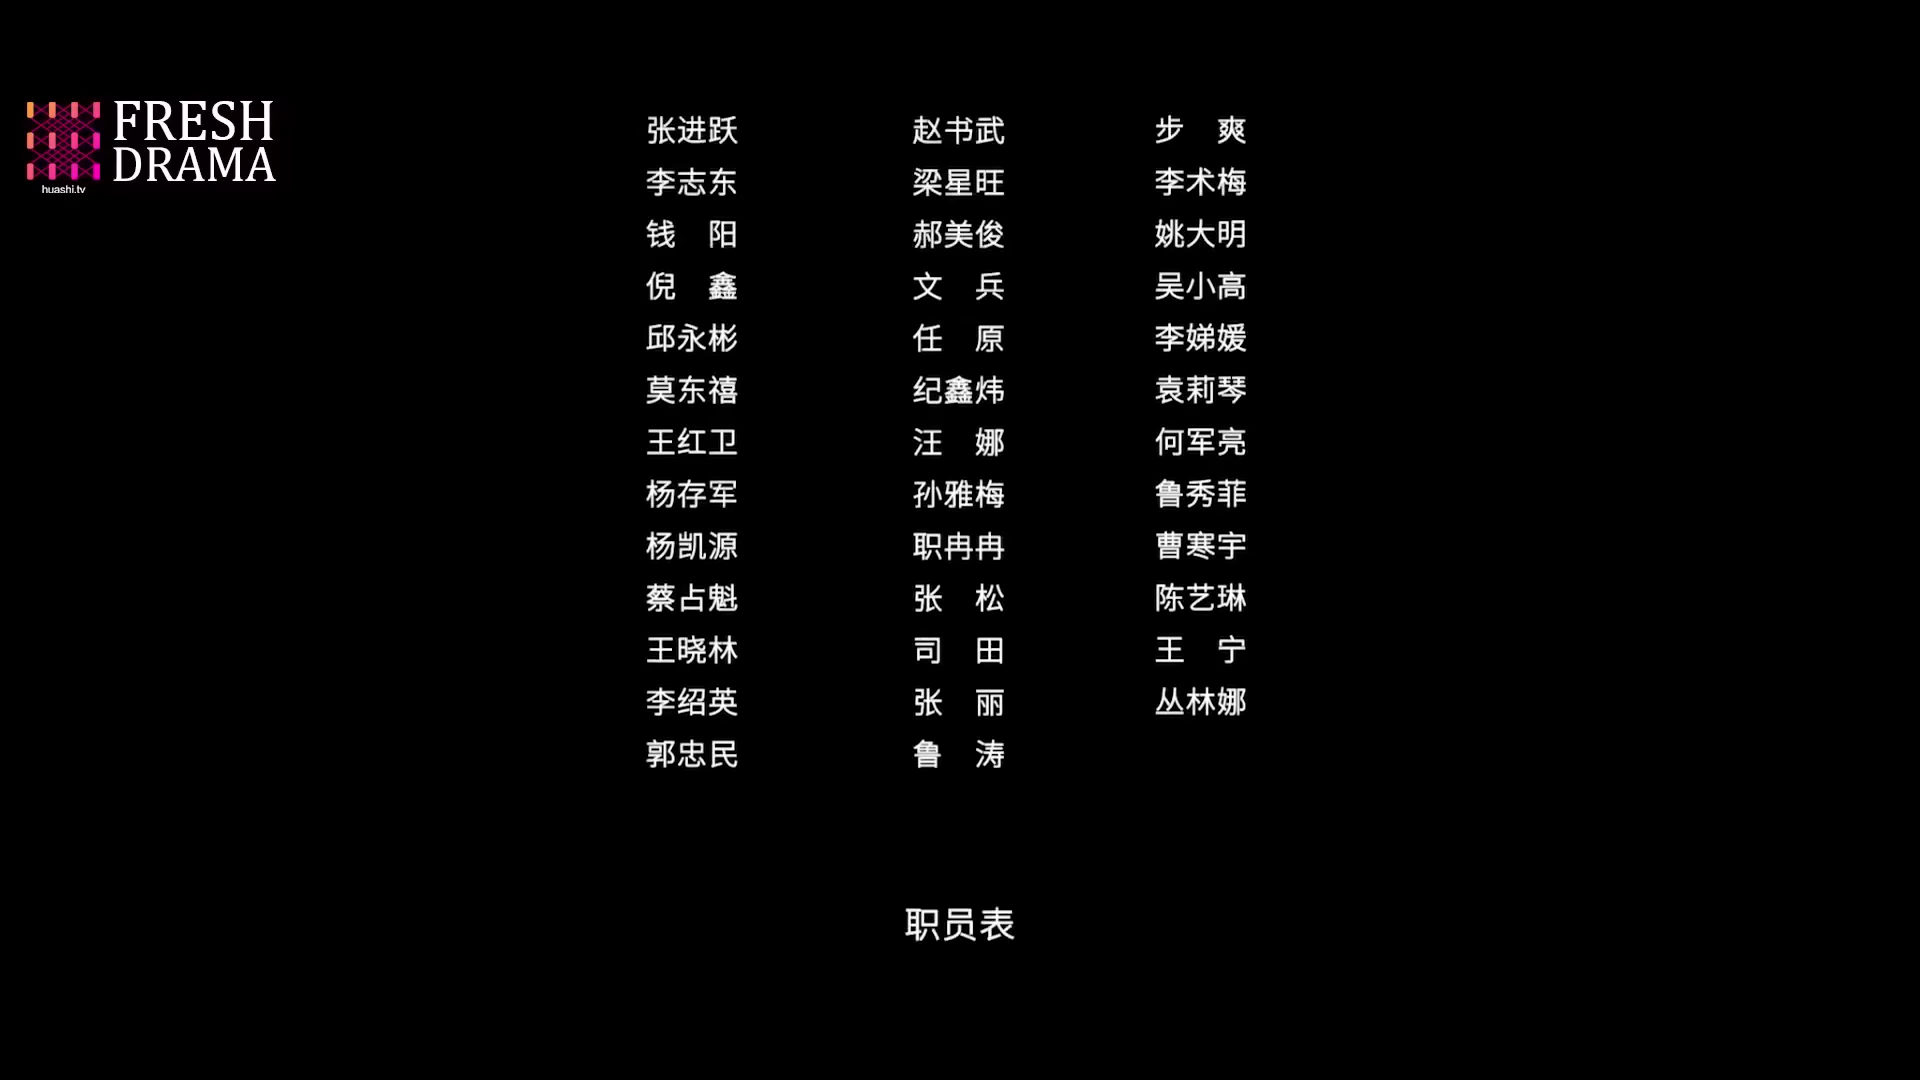 FRESH
DRAMA
huashi.tv
张进跃 赵书武 步 爽
李志东 梁星旺 李术梅
钱 阳 郝美俊 姚大明
倪 鑫 文 兵 吴小高
邱永彬 任 原 李娣媛
莫东禧 纪鑫炜 袁莉琴
王红卫 汪 娜 何军亮
杨存军 孙雅梅 鲁秀菲
杨凯源 职冉冉 曹寒宇
蔡占魁 张 松 陈艺琳
王晓林 司 田 王 宁
李绍英 张 丽 丛林娜
郭忠民 鲁 涛
职员表